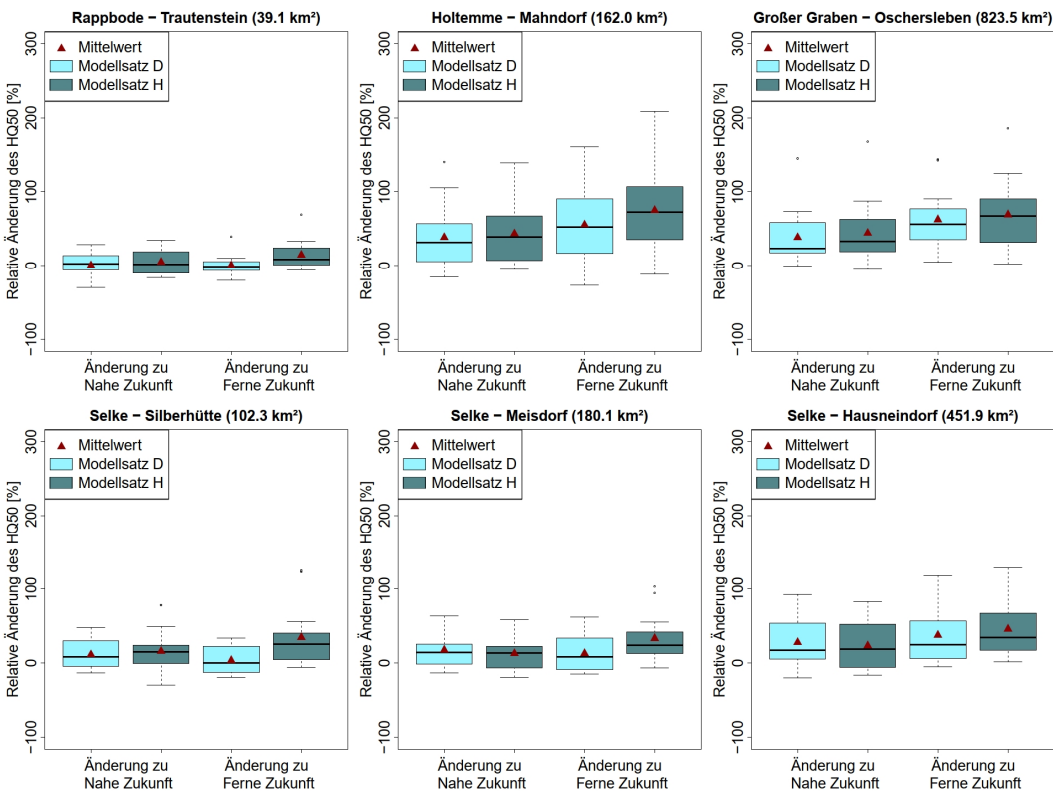 Rappbode − Trautenstein (39.1 km²)
Relative Änderung des HQ50 [%]
300
200
100
0
−100
Mittelwert
Modellsatz D
Modellsatz H
Änderung zu
Nahe Zukunft
Änderung zu
Ferne Zukunft
Holtemme − Mahndorf (162.0 km²)
Relative Änderung des HQ50 [%]
300
200
100
0
−100
Mittelwert
Modellsatz D
Modellsatz H
Änderung zu
Nahe Zukunft
Änderung zu
Ferne Zukunft
Großer Graben − Oschersleben (823.5 km²)
Relative Änderung des HQ50 [%]
300
200
100
0
−100
Mittelwert
Modellsatz D
Modellsatz H
Änderung zu
Nahe Zukunft
Änderung zu
Ferne Zukunft
Selke − Silberhütte (102.3 km²)
Relative Änderung des HQ50 [%]
300
200
100
0
−100
Mittelwert
Modellsatz D
Modellsatz H
Änderung zu
Nahe Zukunft
Änderung zu
Ferne Zukunft
Selke − Meisdorf (180.1 km²)
Relative Änderung des HQ50 [%]
300
200
100
0
−100
Mittelwert
Modellsatz D
Modellsatz H
Änderung zu
Nahe Zukunft
Änderung zu
Ferne Zukunft
Selke − Hausneindorf (451.9 km²)
Relative Änderung des HQ50 [%]
300
200
100
0
−100
Mittelwert
Modellsatz D
Modellsatz H
Änderung zu
Nahe Zukunft
Änderung zu
Ferne Zukunft